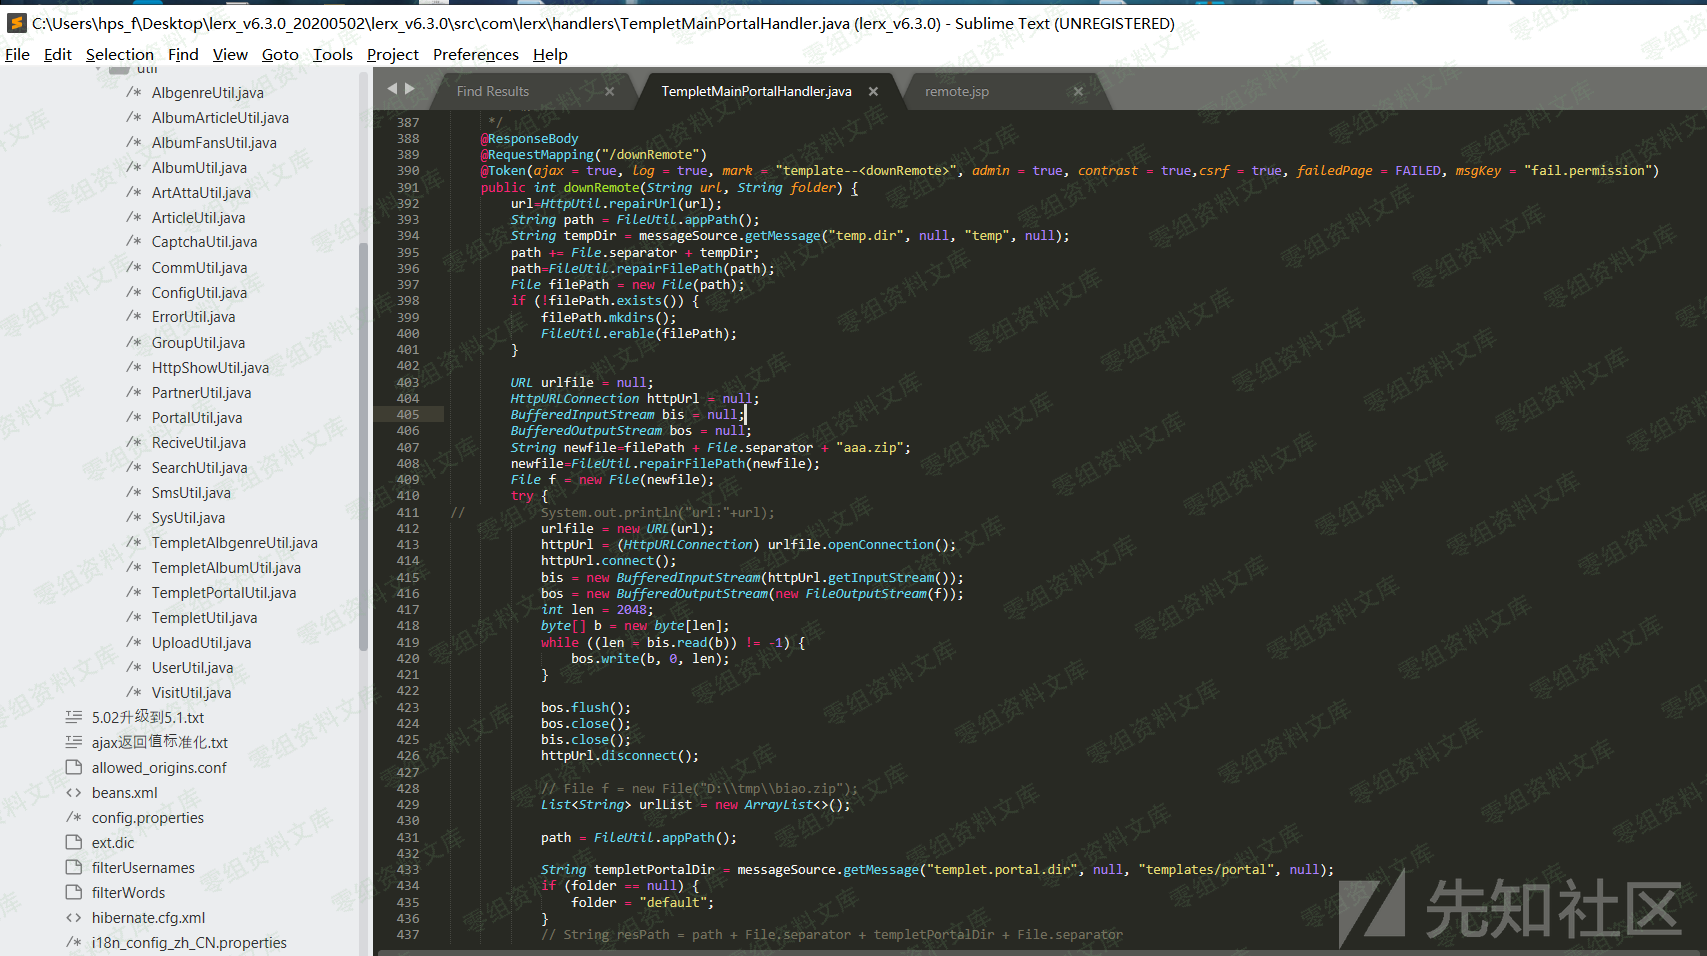 C:\Users\hps_f\Desktop\lerx_v6.3.0_20200502\lerx_v6.3.0\src\com\lerx\handlers\TempletMainPortalHandler.java (lerx_v6.3.0) - Sublime Text (UNREGISTERED)
File Edit Selection Find View Goto Tools Project Preferences Help
util
/* AlbgenreUtil.java
/* AlbumArticleUtil.java
/* AlbumFansUtil.java
/* AlbumUtil.java
/* ArtAttaUtil.java
/* ArticleUtil.java
/* CaptchaUtil.java
/* CommUtil.java
/* ConfigUtil.java
/* ErrorUtil.java
/* GroupUtil.java
/* HttpShowUtil.java
/* PartnerUtil.java
/* PortalUtil.java
/* ReciveUtil.java
/* SearchUtil.java
/* SmsUtil.java
/* SysUtil.java
/* TempletAlbgenreUtil.java
/* TempletAlbumUtil.java
/* TempletPortalUtil.java
/* TempletUtil.java
/* UploadUtil.java
/* UserUtil.java
/* VisitUtil.java
5.02升级到5.1.txt
ajax返回值标准化.txt
allowed_origins.conf
<> beans.xml
/* config.properties
ext.dic
filterUsernames
filterWords
<> hibernate.cfg.xml
/* i18n_config_zh_CN.properties
Find Results × TempletMainPortalHandler.java × remote.jsp ×
387 */
388 @ResponseBody
389 @RequestMapping("/downRemote")
390 @Token(ajax = true, log = true, mark = "template--<downRemote>", admin = true, contrast = true,csrf = true, failedPage = FAILED, msgKey = "fail.permission")
391 public int downRemote(String url, String folder) {
392 url=HttpUtil.repairUrl(url);
393 String path = FileUtil.appPath();
394 String tempDir = messageSource.getMessage("temp.dir", null, "temp", null);
395 path += File.separator + tempDir;
396 path=FileUtil.repairFilePath(path);
397 File filePath = new File(path);
398 if (!filePath.exists()) {
399 filePath.mkdirs();
400 FileUtil.erable(filePath);
401 }
402
403 URL urlfile = null;
404 HttpURLConnection httpUrl = null;
405 BufferedInputStream bis = null;
406 BufferedOutputStream bos = null;
407 String newfile=filePath + File.separator + "aaa.zip";
408 newfile=FileUtil.repairFilePath(newfile);
409 File f = new File(newfile);
410 try {
411 // System.out.println("url:"+url);
412 urlfile = new URL(url);
413 httpUrl = (HttpURLConnection) urlfile.openConnection();
414 httpUrl.connect();
415 bis = new BufferedInputStream(httpUrl.getInputStream());
416 bos = new BufferedOutputStream(new FileOutputStream(f));
417 int len = 2048;
418 byte[] b = new byte[len];
419 while ((len = bis.read(b)) != -1) {
420 bos.write(b, 0, len);
421 }
422
423 bos.flush();
424 bos.close();
425 bis.close();
426 httpUrl.disconnect();
427
428 // File f = new File("D:\\tmp\\biao.zip");
429 List<String> urlList = new ArrayList<>();
430
431 path = FileUtil.appPath();
432
433 String templetPortalDir = messageSource.getMessage("templet.portal.dir", null, "templates/portal", null);
434 if (folder == null) {
435 folder = "default";
436 }
437 // String resPath = path + File.separator + templetPortalDir + File.separator
先知社区
零组资料文库